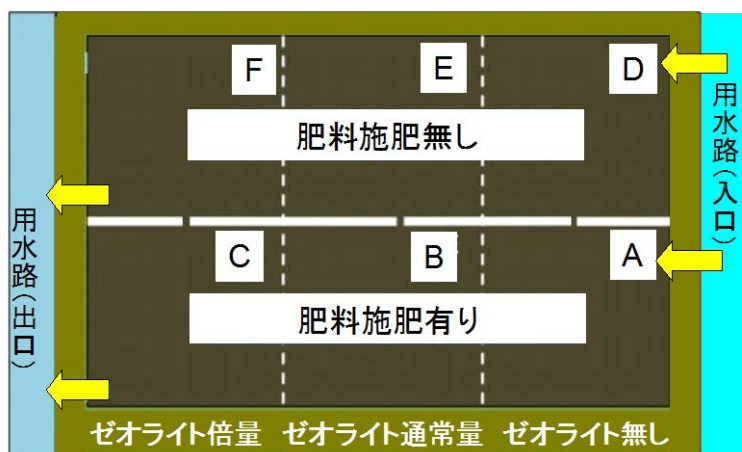 F
E
D
肥料施肥無し
用水路(入口)
用水路(出口)
C
B
A
肥料施肥有り
ゼオライト倍量
ゼオライト通常量
ゼオライト無し